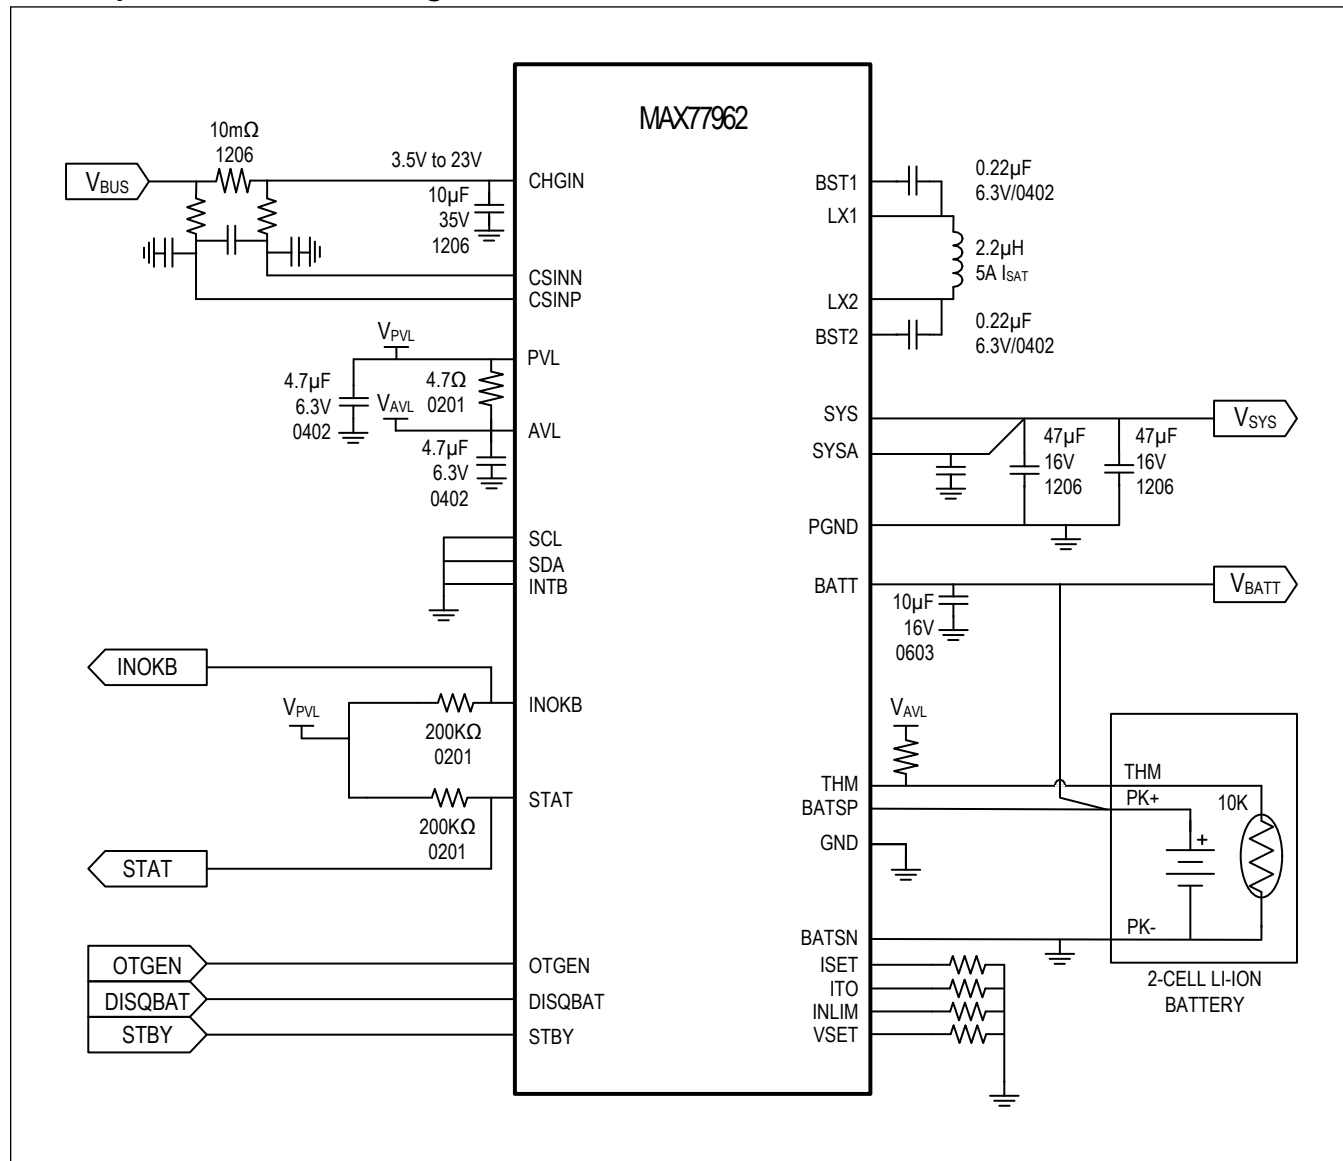 MAX77962
10mΩ
1206
3.5V to 23V
VBUS
CHGIN
10µF
35V
1206
CSINN
CSINP
VPVL
PVL
4.7µF
6.3V
0402
4.7Ω
0201
VAVL
AVL
4.7µF
6.3V
0402
SCL
SDA
INTB
INOKB
VPVL
INOKB
200KΩ
0201
STAT
200KΩ
0201
STAT
OTGEN
OTGEN
DISQBAT
DISQBAT
STBY
STBY
BST1
0.22µF
6.3V/0402
LX1
2.2µH
5A ISAT
LX2
BST2
0.22µF
6.3V/0402
SYS
VSYS
SYSA
47µF
16V
1206
47µF
16V
1206
PGND
BATT
VBATT
10µF
16V
0603
VAVL
THM
THM
BATSP
PK+
10K
+
GND
BATSN
PK-
ISET
ITO
INLIM
VSET
2-CELL LI-ION
BATTERY